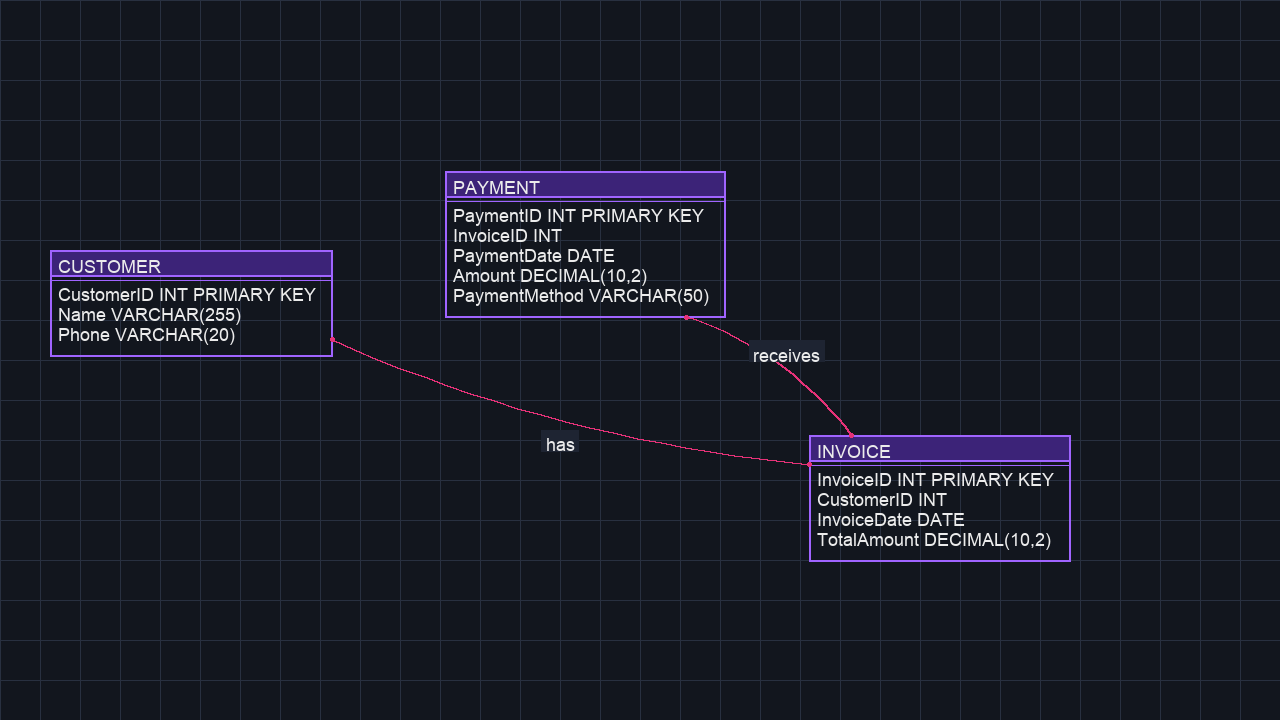 PAYMENT
PaymentID INT PRIMARY KEY
InvoiceID INT
PaymentDate DATE
Amount DECIMAL(10,2)
PaymentMethod VARCHAR(50)
CUSTOMER
CustomerID INT PRIMARY KEY
Name VARCHAR(255)
Phone VARCHAR(20)
receives
has
INVOICE
InvoiceID INT PRIMARY KEY
CustomerID INT
InvoiceDate DATE
TotalAmount DECIMAL(10,2)